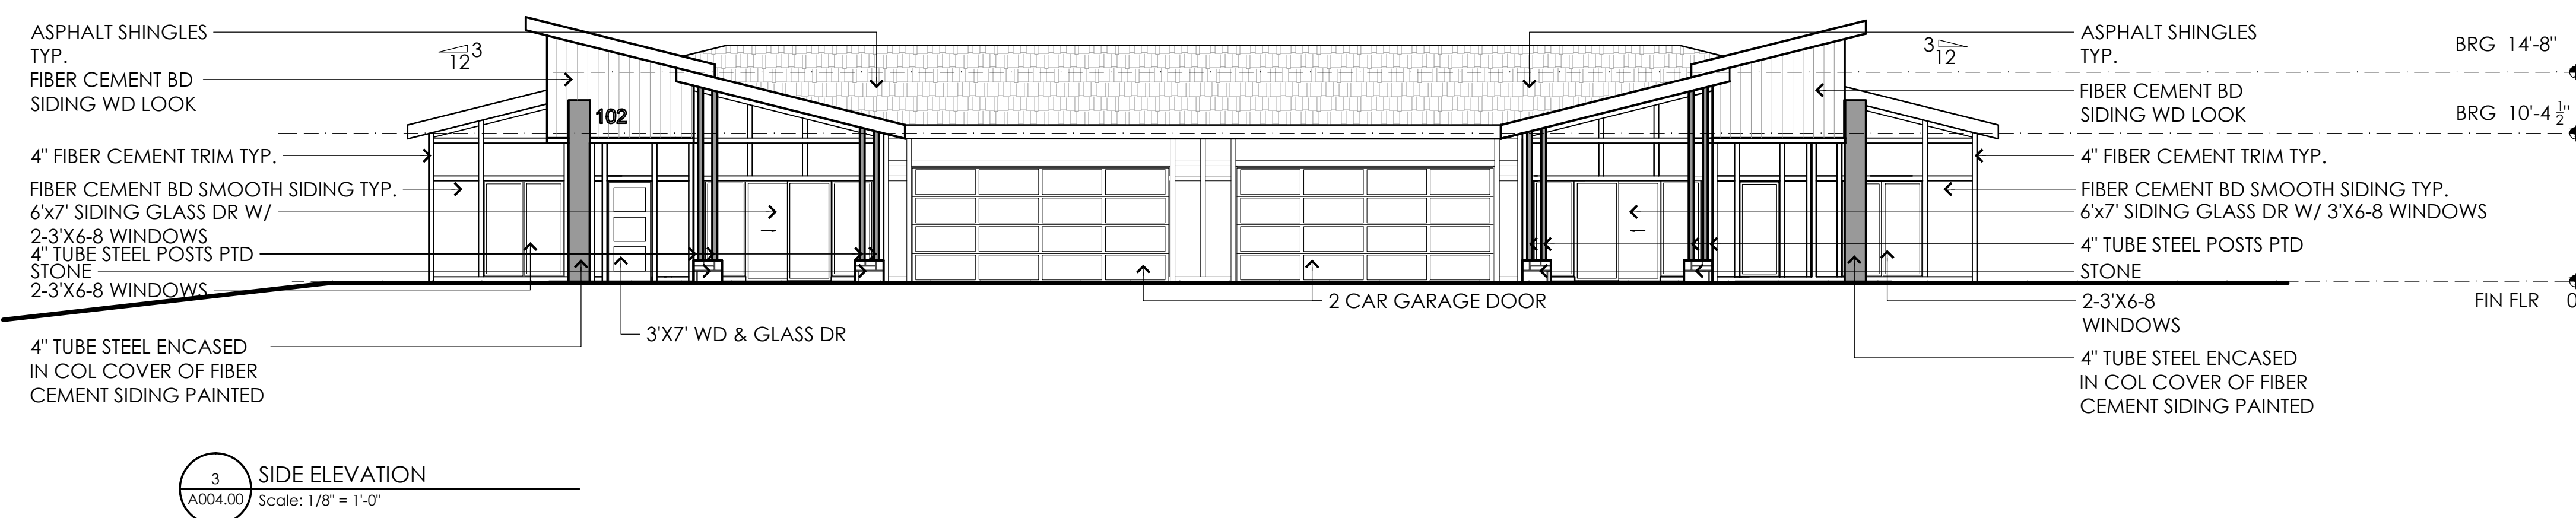 ASPHALT SHINGLES
TYP.
FIBER CEMENT BD
SIDING WD LOOK
3
12
102
4" FIBER CEMENT TRIM TYP.
FIBER CEMENT BD SMOOTH SIDING TYP.
6'x7' SIDING GLASS DR W/
2-3'X6-8 WINDOWS
4" TUBE STEEL POSTS PTD
STONE
2-3'X6-8 WINDOWS
4" TUBE STEEL ENCASED
IN COL COVER OF FIBER
CEMENT SIDING PAINTED
3'X7' WD & GLASS DR
2 CAR GARAGE DOOR
3
12
ASPHALT SHINGLES
TYP.
FIBER CEMENT BD
SIDING WD LOOK
4" FIBER CEMENT TRIM TYP.
FIBER CEMENT BD SMOOTH SIDING TYP.
6'x7' SIDING GLASS DR W/ 3'X6-8 WINDOWS
4" TUBE STEEL POSTS PTD
STONE
2-3'X6-8
WINDOWS
4" TUBE STEEL ENCASED
IN COL COVER OF FIBER
CEMENT SIDING PAINTED
BRG 14'-8"
BRG 10'-4 1/2"
FIN FLR 0
3
A004.00
SIDE ELEVATION
Scale: 1/8" = 1'-0"